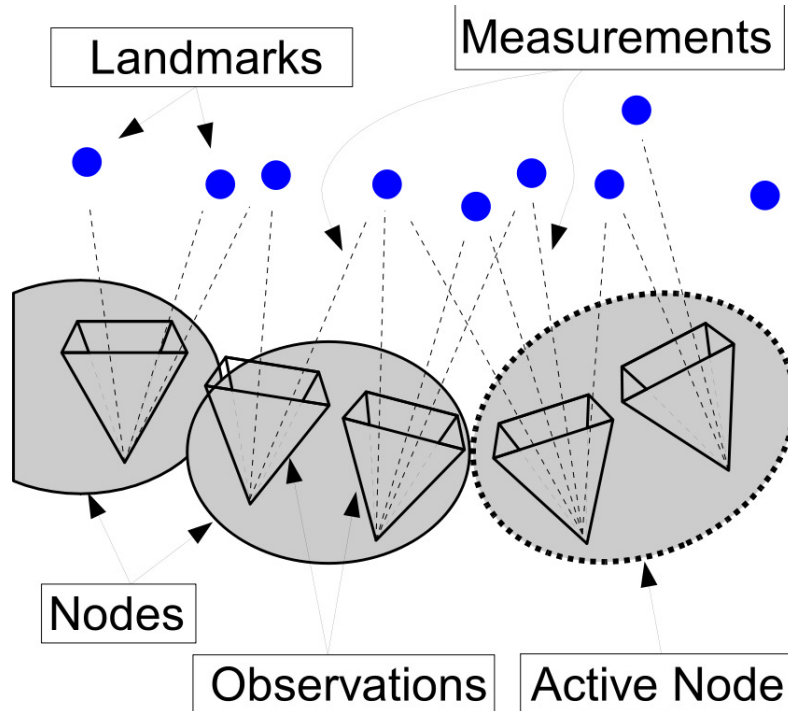 Measurements
Landmarks
Nodes
Observations
Active Node